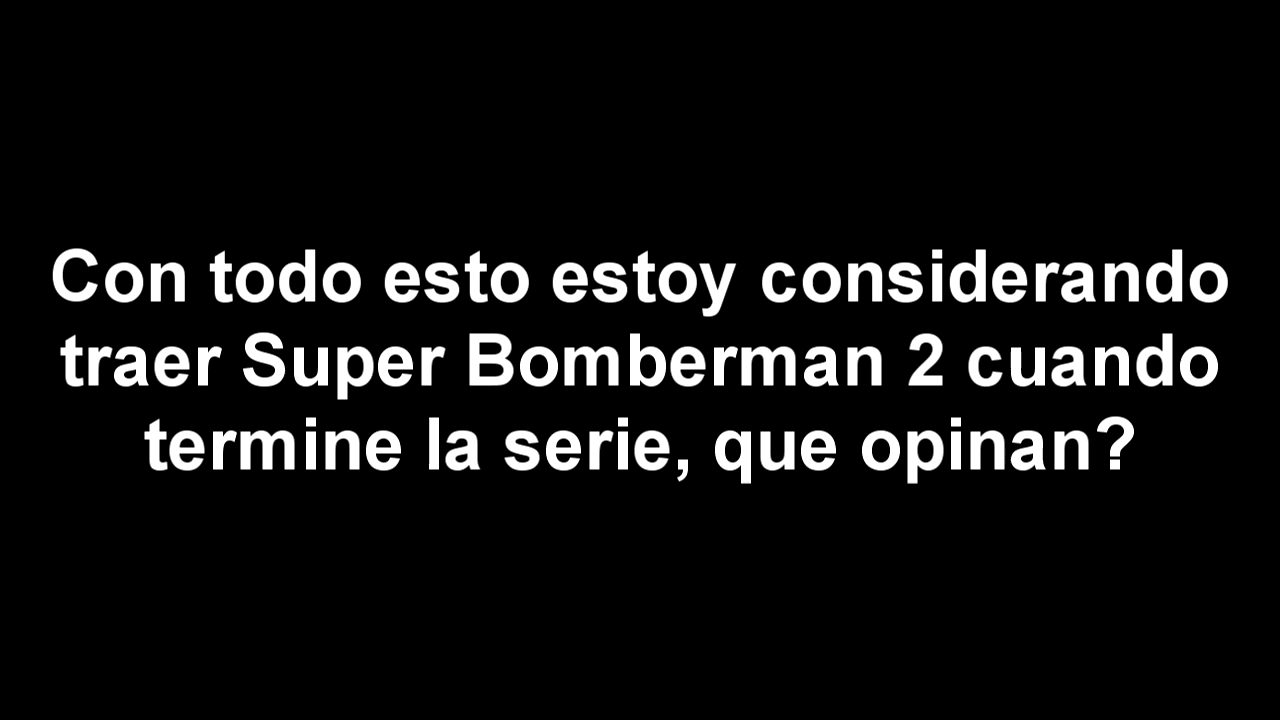 Con todo esto estoy considerando
traer Super Bomberman 2 cuando
termine la serie, que opinan?